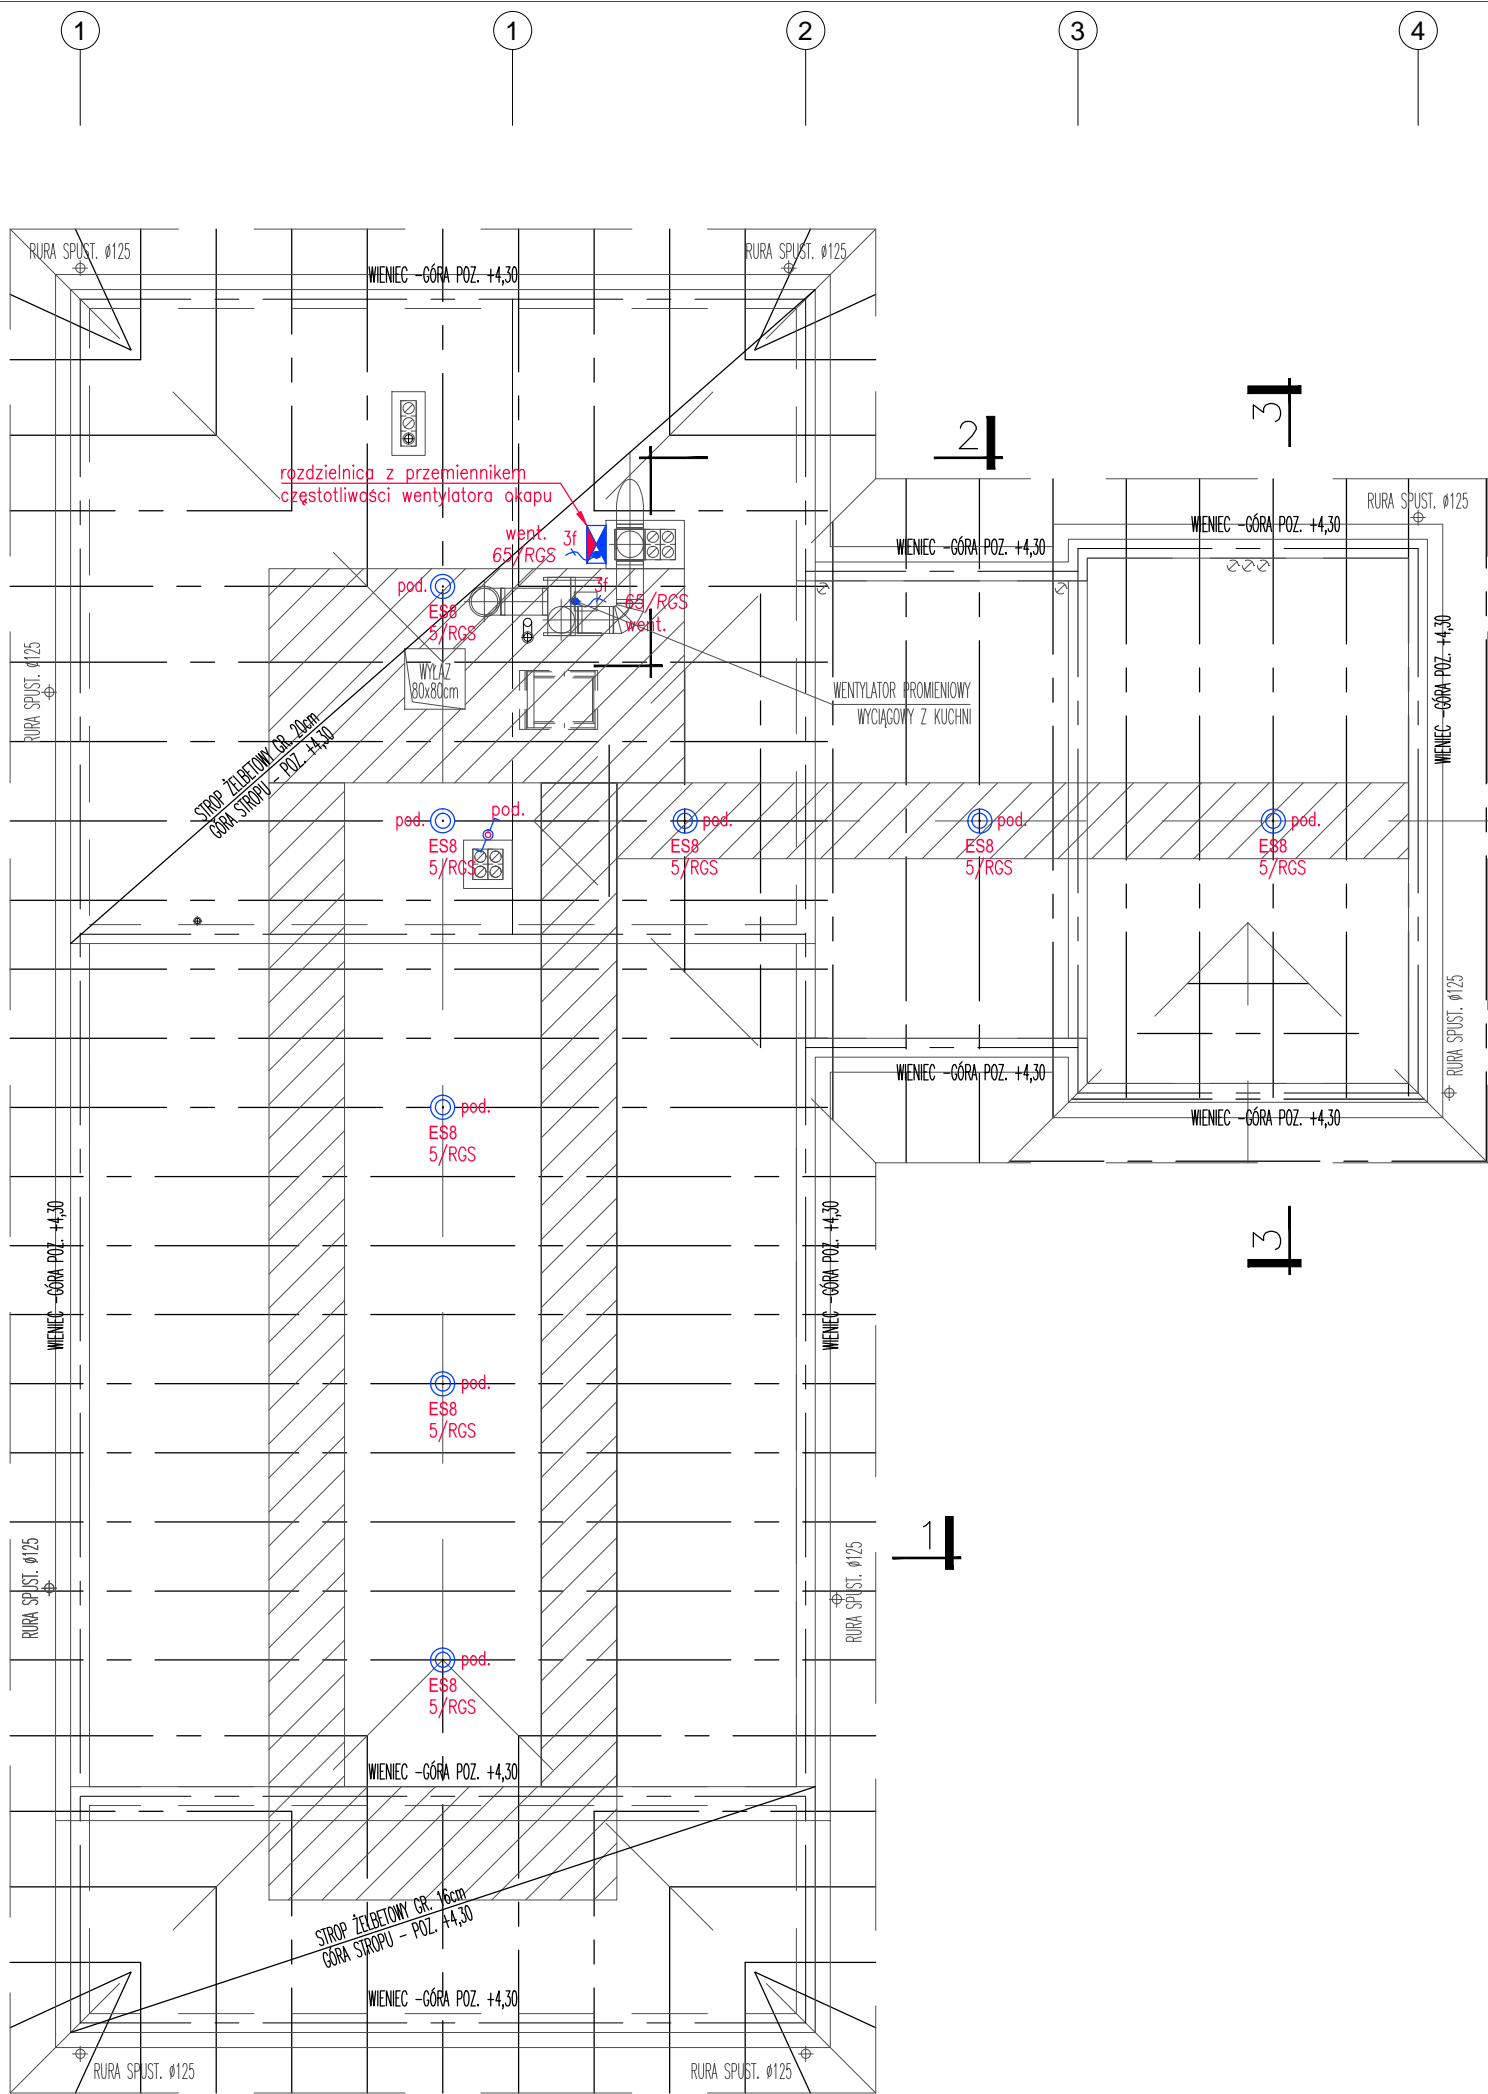 1
1
2
3
4
RURA SPUST. ø125
RURA SPUST. ø125
WIENIEC -GÓRA POZ. +4,30
3
2
rozdzielnica z przemiennikem
częstotliwości wentylatora okapu
RURA SPUST. ø125
WIENIEC -GÓRA POZ. +4,30
WIENIEC -GÓRA POZ. +4,30
went.
65/RGS
3f
pod.
ES8
5/RGS
3f
65/RGS
went.
RURA SPUST. ø125
WYŁAZ
80x80cm
WENTYLATOR PROMIENIOWY
WYCIĄGOWY Z KUCHNI
WIENIEC -GÓRA POZ. +4,30
STROP ŻELBETOWY GR. 20cm
GÓRA STROPU - POZ. +4,30
pod.
ES8
5/RGS
pod.
pod.
ES8
5/RGS
pod.
ES8
5/RGS
pod.
ES8
5/RGS
RURA SPUST. ø125
WIENIEC -GÓRA POZ. +4,30
WIENIEC -GÓRA POZ. +4,30
pod.
ES8
5/RGS
WIENIEC -GÓRA POZ. +4,30
WIENIEC -GÓRA POZ. +4,30
3
pod.
ES8
5/RGS
1
RURA SPUST. ø125
RURA SPUST. ø125
pod.
ES8
5/RGS
WIENIEC -GÓRA POZ. +4,30
STROP ŻELBETOWY GR. 16cm
GÓRA STROPU - POZ. +4,30
WIENIEC -GÓRA POZ. +4,30
RURA SPUST. ø125
RURA SPUST. ø125